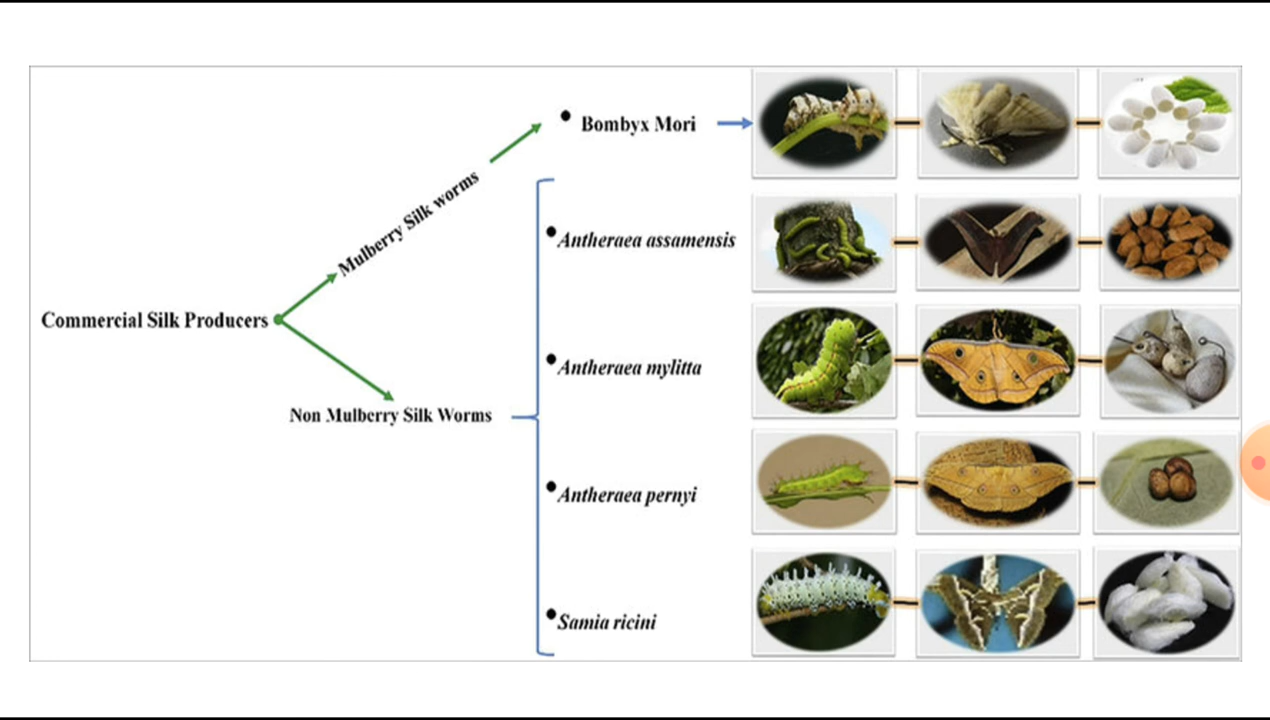 Bombyx Mori
Mulberry Silk worms
Antheraea assamensis
Commercial Silk Producers
Antheraea mylitta
Non Mulberry Silk Worms
Antheraea pernyi
Samia ricini